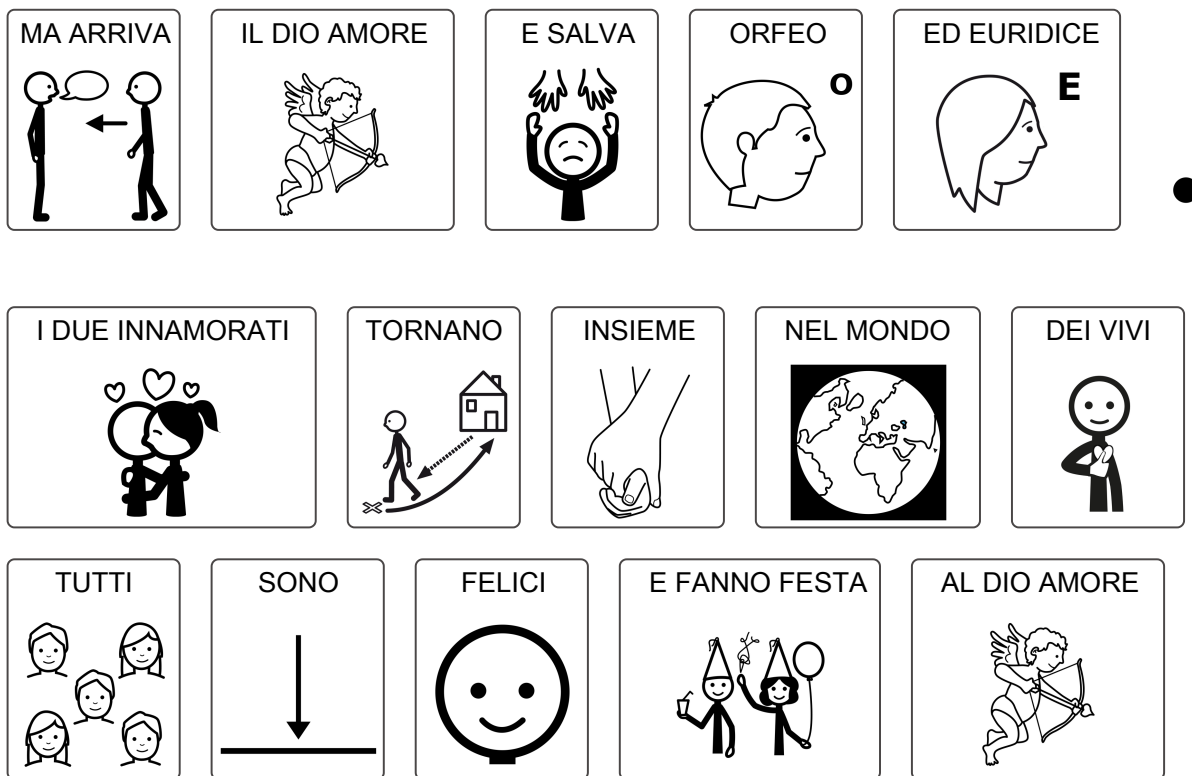 MA ARRIVA IL DIO AMORE E SALVA ORFEO ED EURIDICE
O E .
I DUE INNAMORATI TORNANO INSIEME NEL MONDO DEI VIVI
TUTTI SONO FELICI E FANNO FESTA AL DIO AMORE